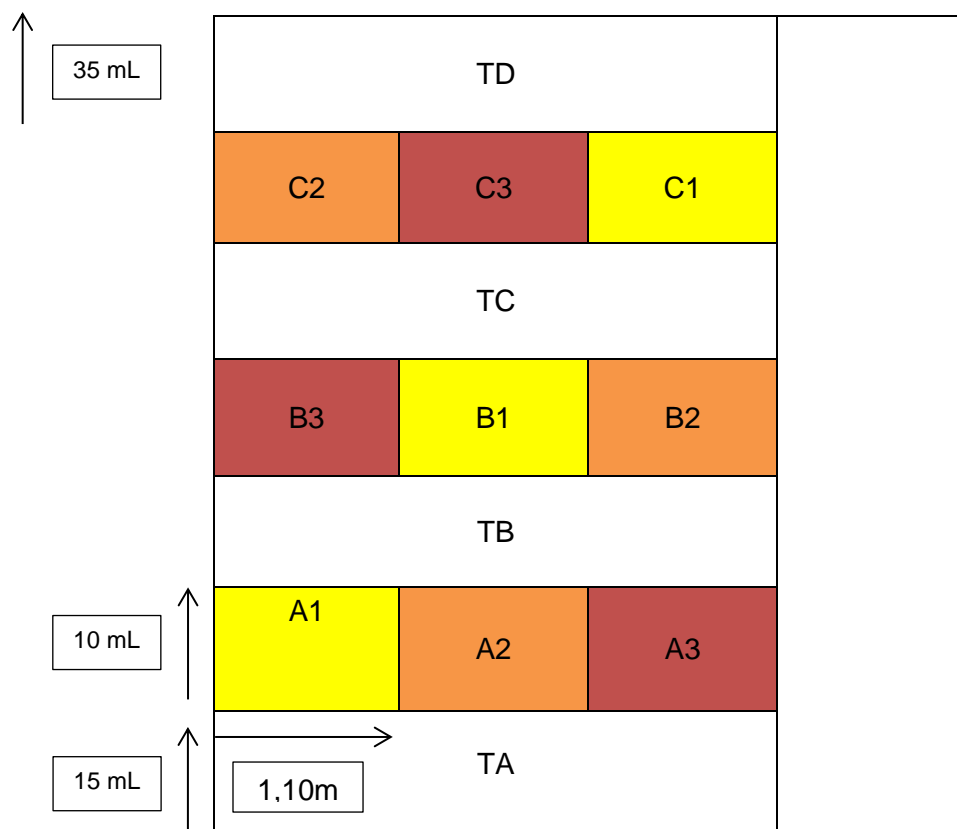 35 mL
TD
C2 C3 C1
TC
B3 B1 B2
TB
A1
10 mL
A2 A3
15 mL
TA
1,10m